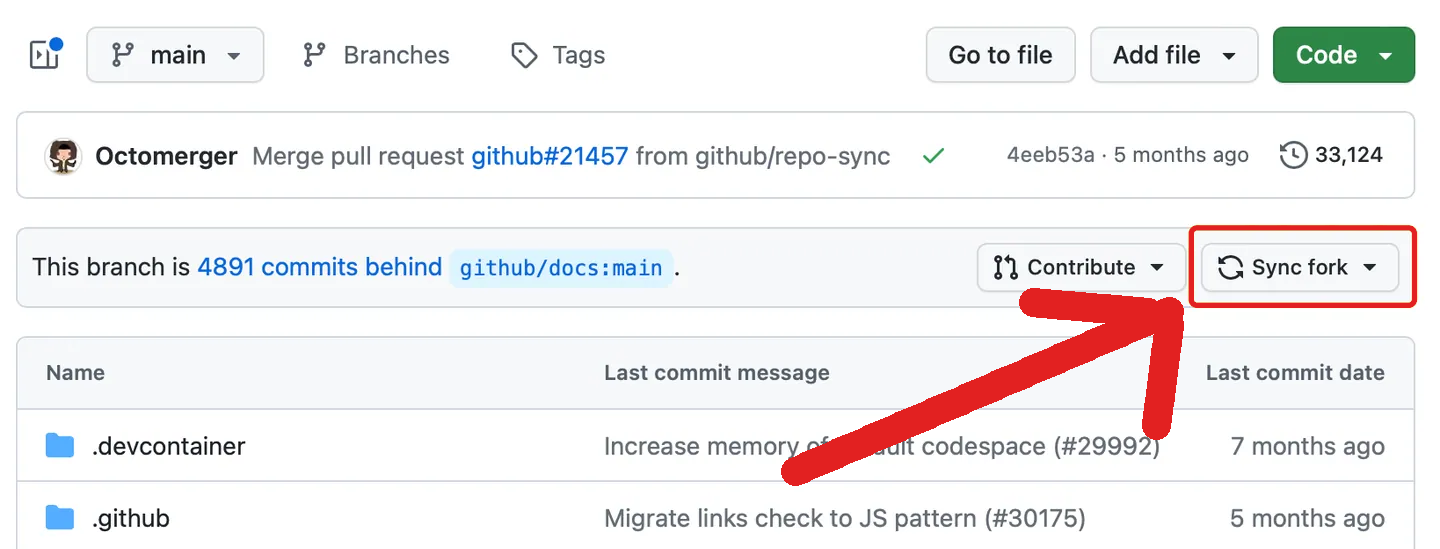 main Branches Tags Go to file Add file Code
Octomerger Merge pull request github#21457 from github/repo-sync 4eeb53a · 5 months ago 33,124
This branch is 4891 commits behind github/docs:main . Contribute Sync fork
Name Last commit message Last commit date
.devcontainer Increase memory of codespace (#29992) 7 months ago
.github Migrate links check to JS pattern (#30175) 5 months ago